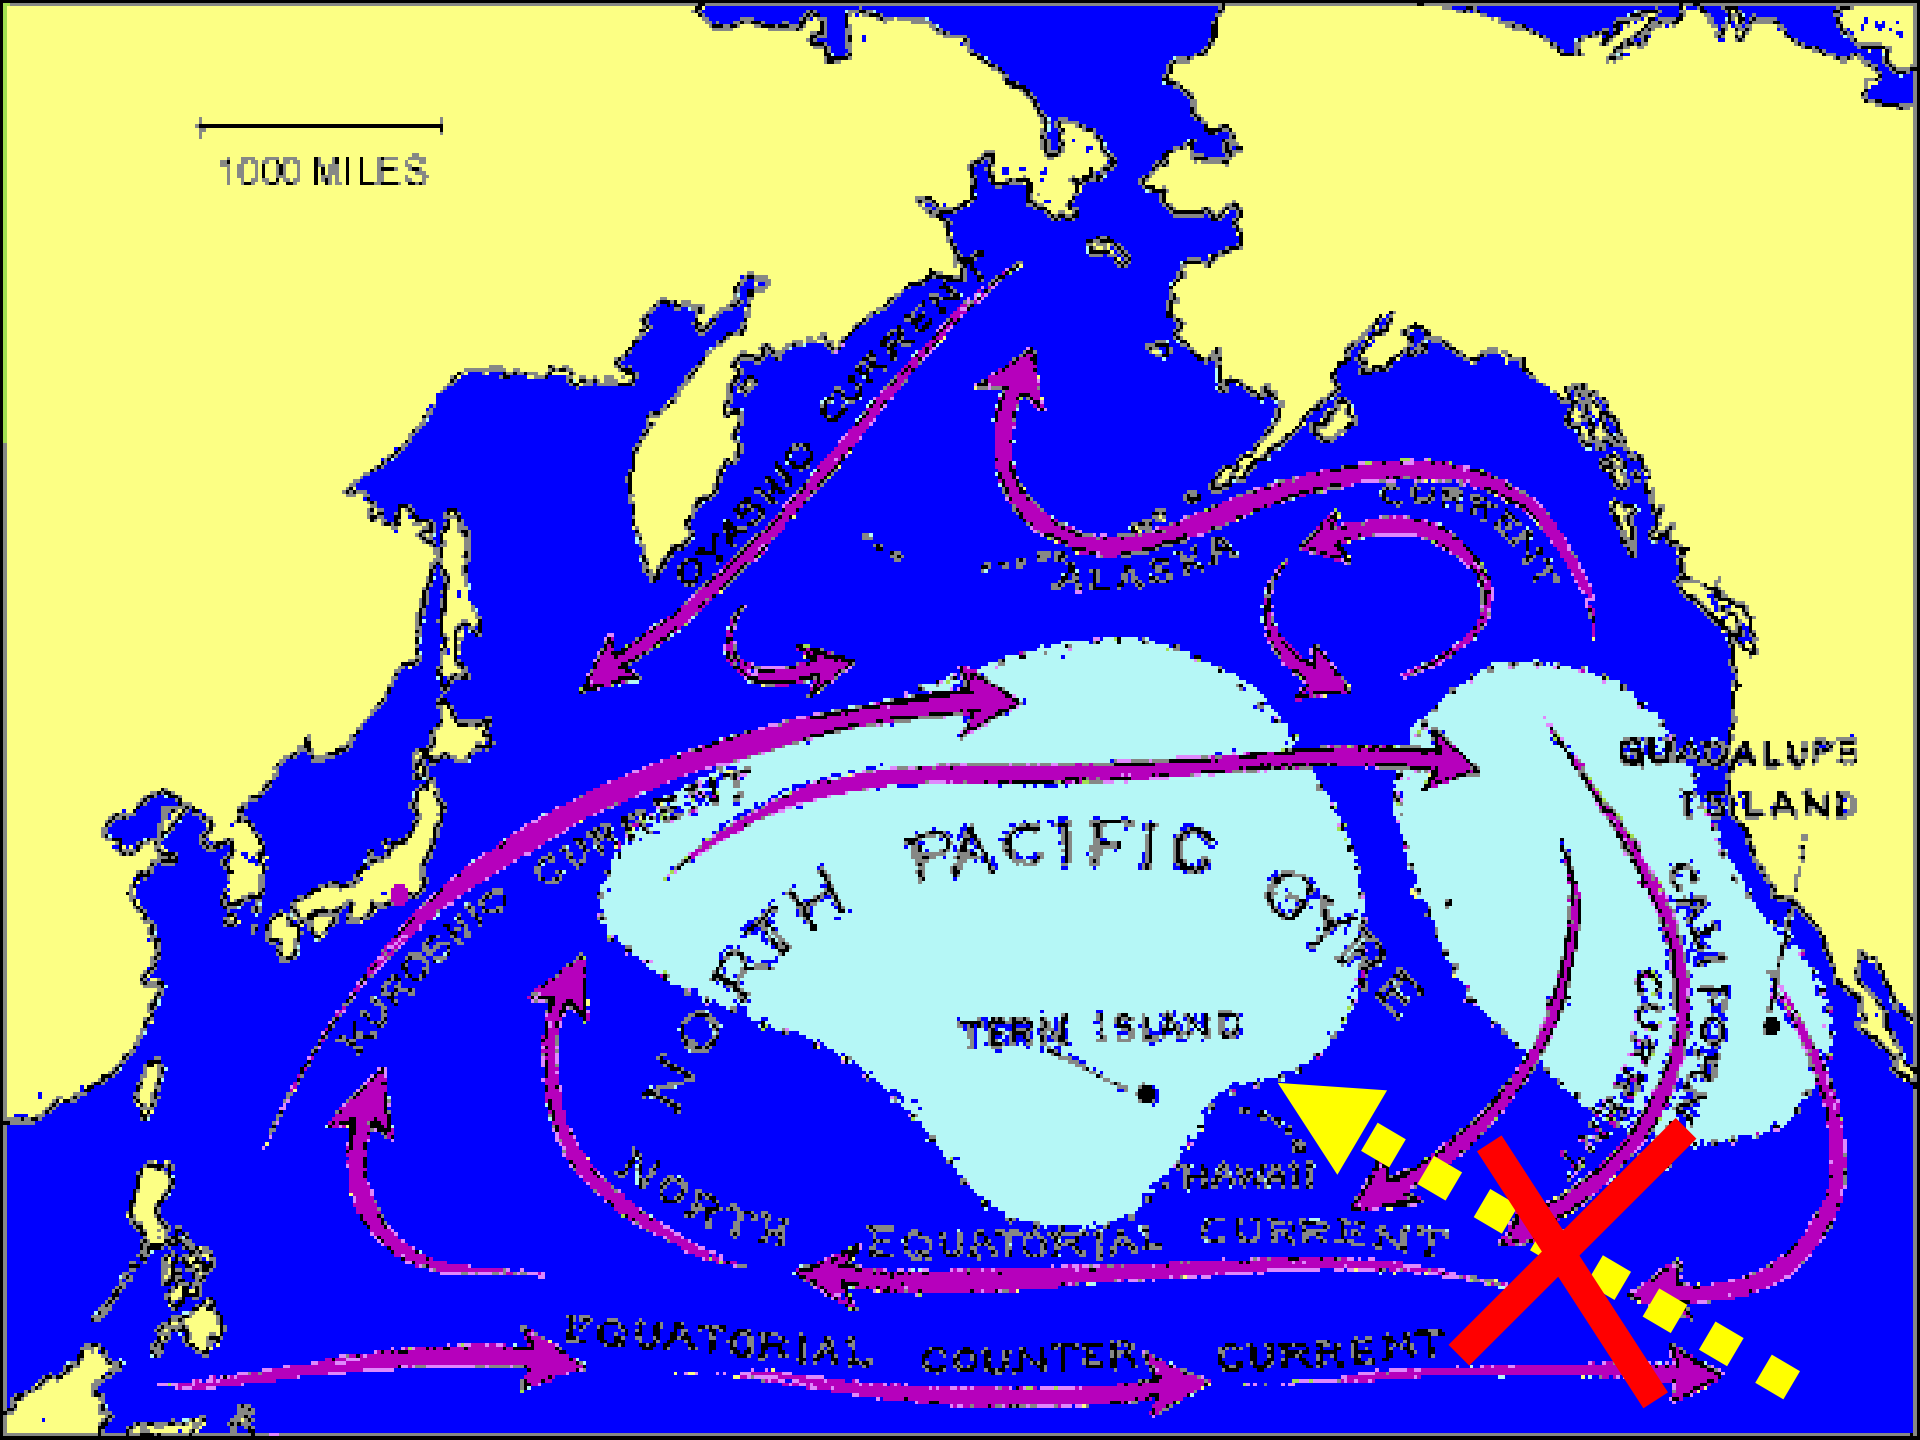 1000 MILES
OYASHIO CURRENT
ALASKA CURRENT
GUADALUPE
ISLAND
KUROSHIO CURRENT
NORTH PACIFIC GYRE
CALIFORNIA
CURRENT
TERN ISLAND
HAWAII
NORTH EQUATORIAL CURRENT
EQUATORIAL COUNTER CURRENT